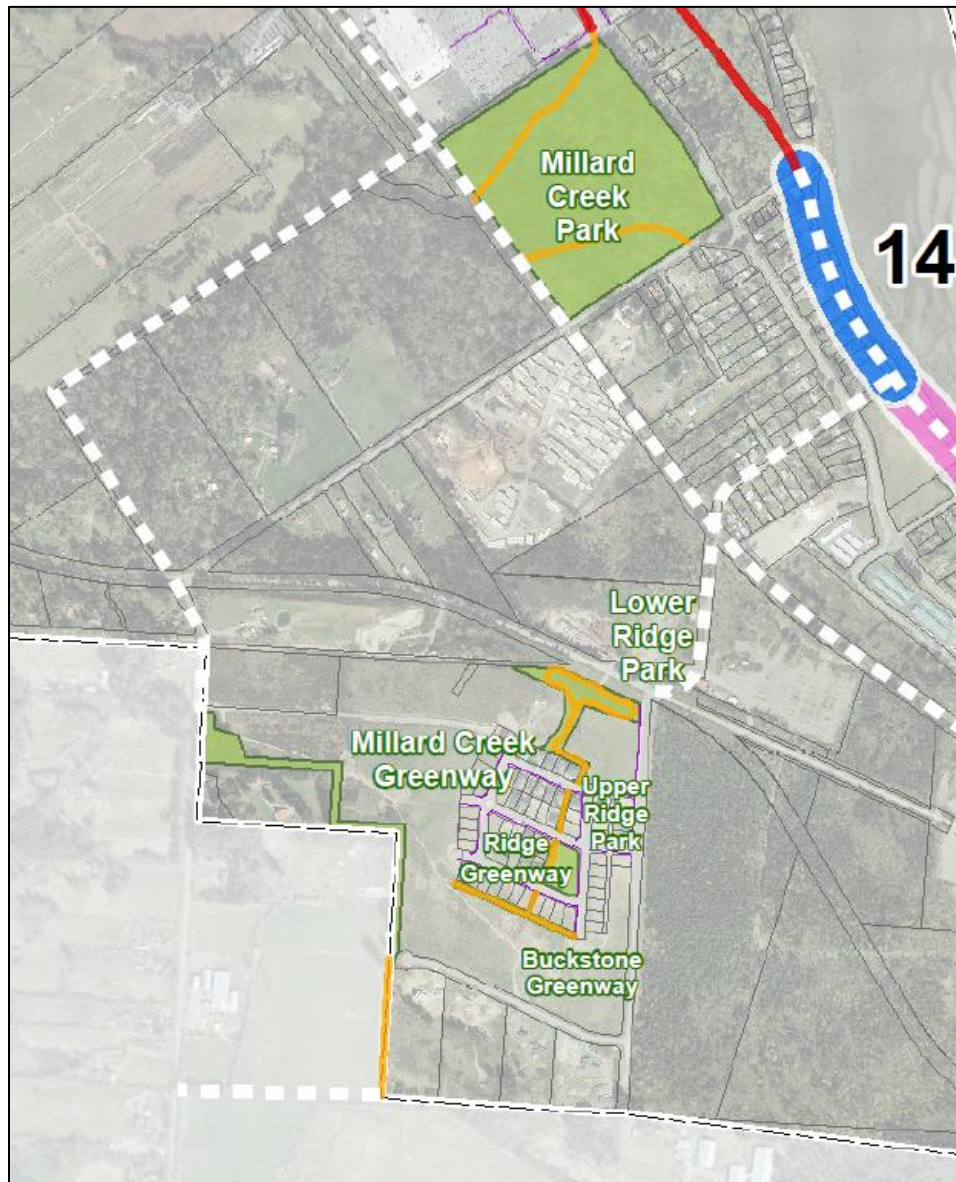 Millard
Creek
Park
14
Lower
Ridge
Park
Millard Creek
Greenway
Upper
Ridge
Park
Ridge
Greenway
Buckstone
Greenway